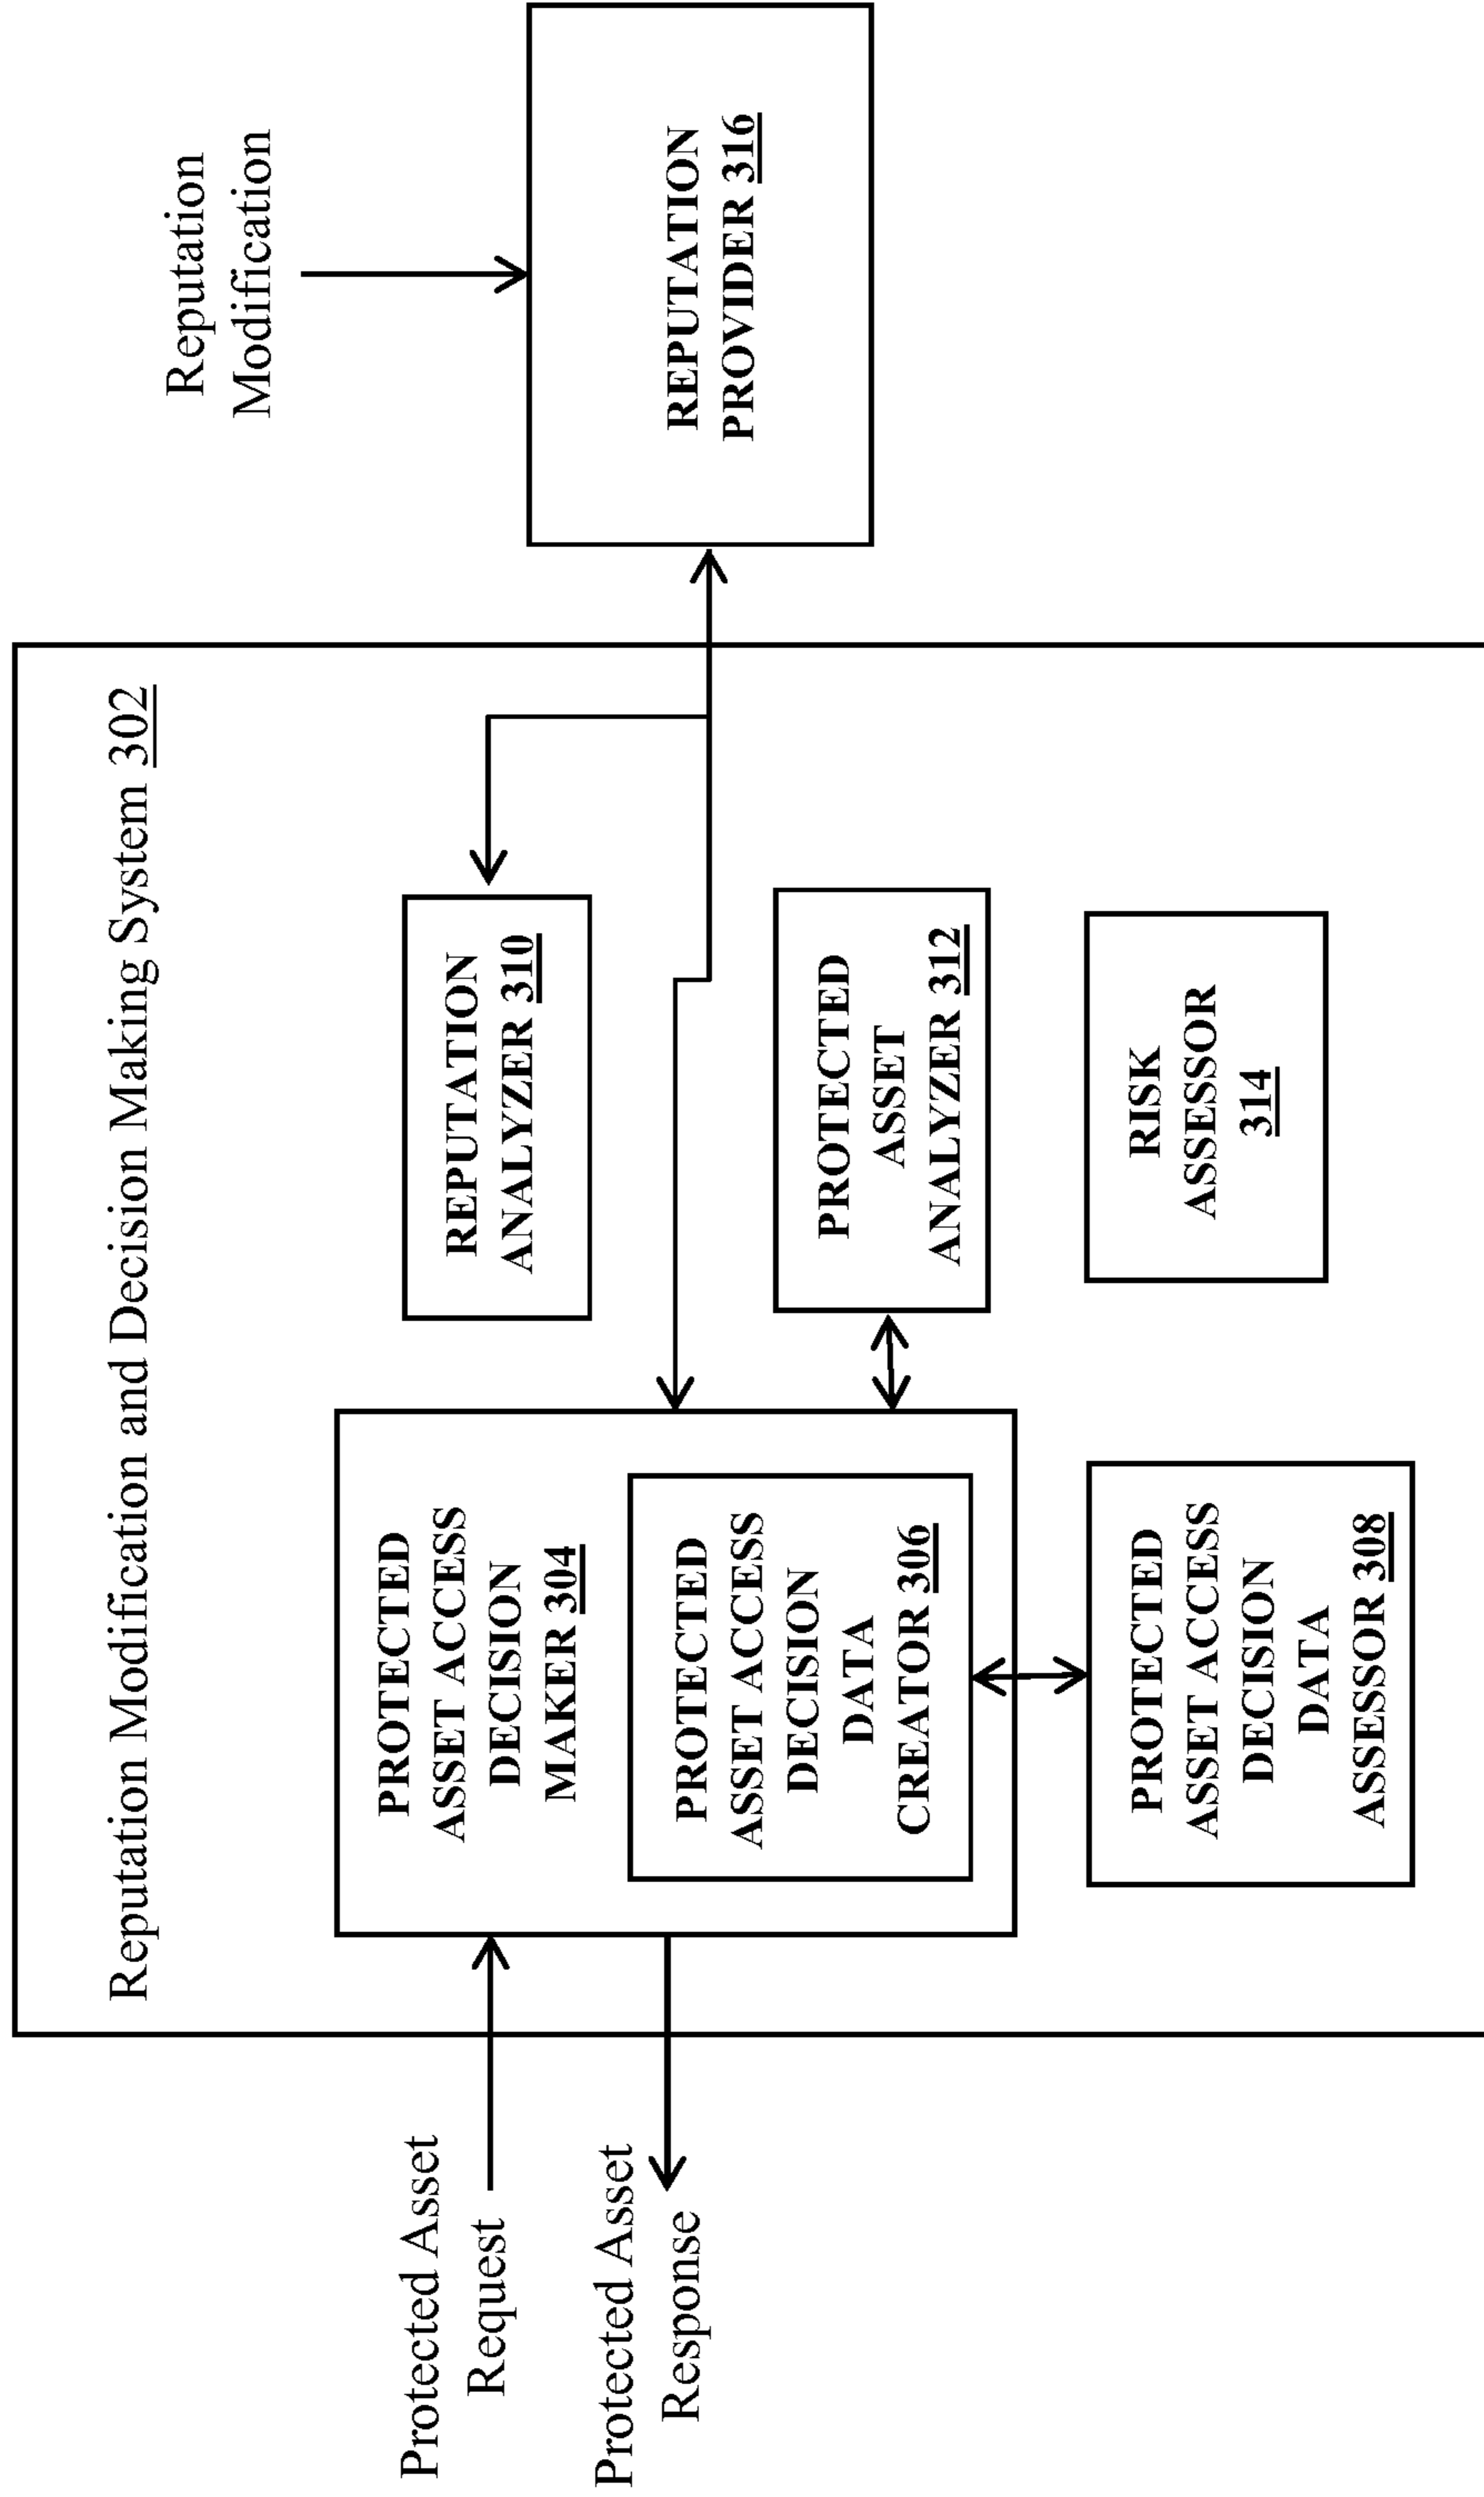 Reputation Modification and Decision Making System 302
Protected Asset
Request
Protected Asset
Response
PROTECTED
ASSET ACCESS
DECISION
MAKER 304
PROTECTED
ASSET ACCESS
DECISION
DATA
CREATOR 306
PROTECTED
ASSET ACCESS
DECISION
DATA
ASSESSOR 308
REPUTATION
ANALYZER 310
PROTECTED
ASSET
ANALYZER 312
RISK
ASSESSOR
314
Reputation
Modification
REPUTATION
PROVIDER 316